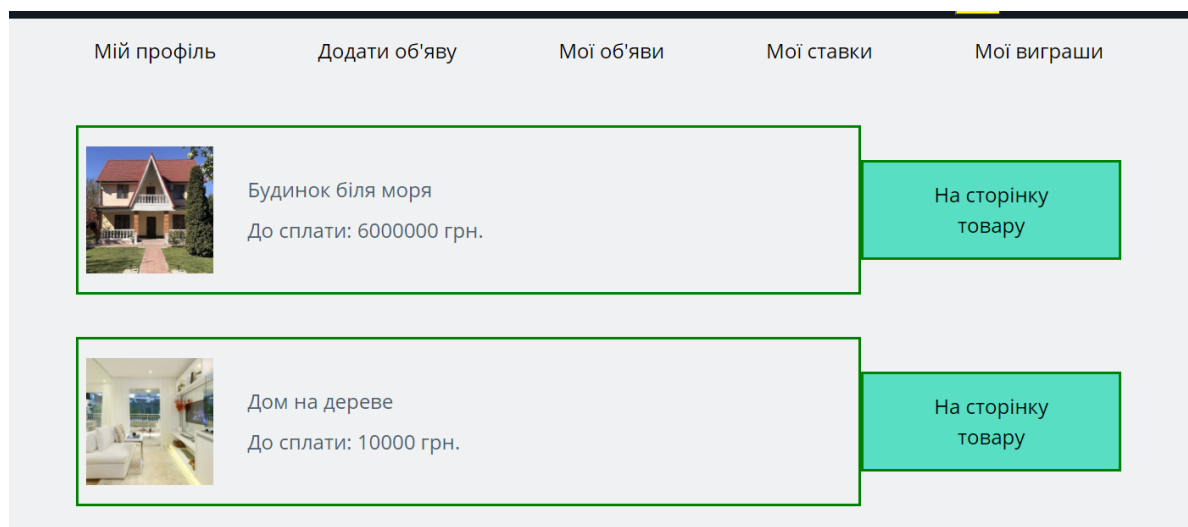 Мій профіль Додати об'яву Мої об'яви Мої ставки Мої виграши
Будинок біля моря
До сплати: 6000000 грн.
На сторінку
товару
Дом на дереве
До сплати: 10000 грн.
На сторінку
товару